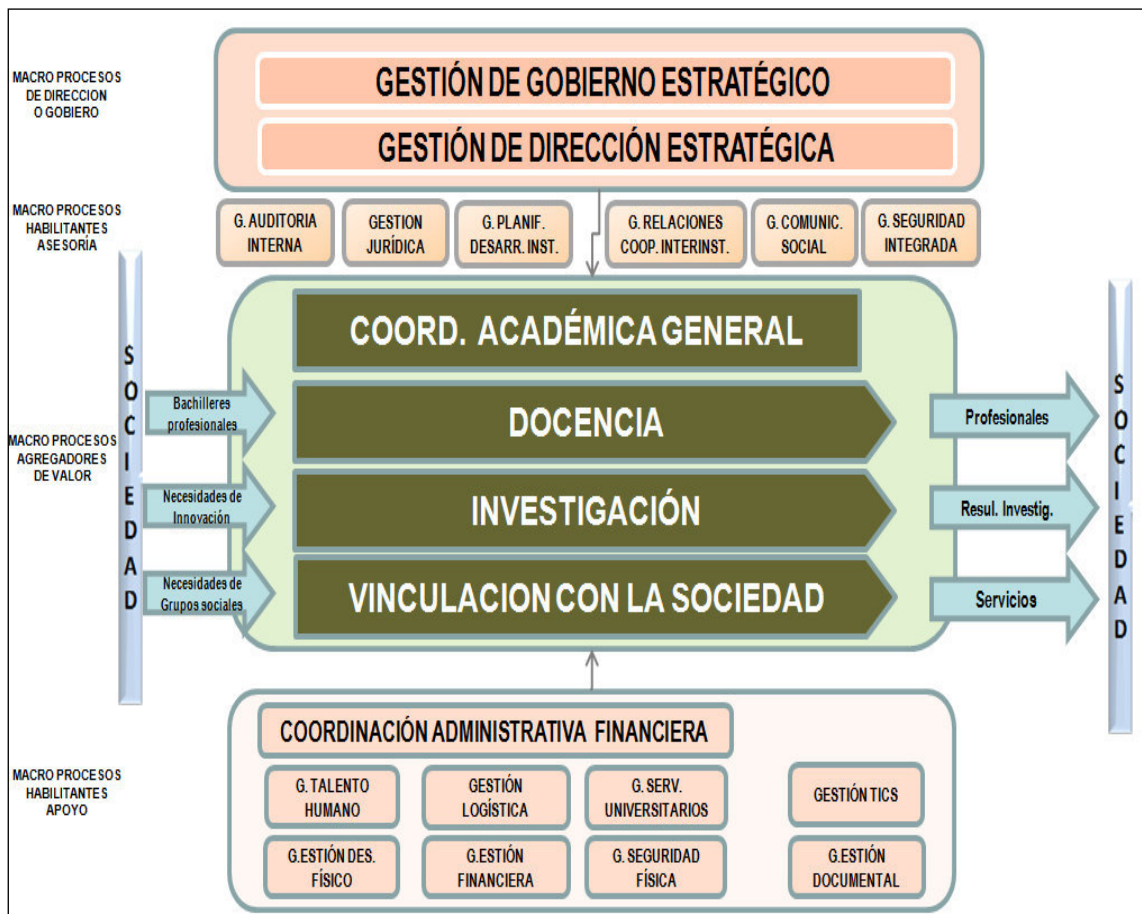 MACRO PROCESOS
DE DIRECCION
O GOBIERO
GESTIÓN DE GOBIERNO ESTRATÉGICO
GESTIÓN DE DIRECCIÓN ESTRATÉGICA
MACRO PROCESOS
HABILITANTES
ASESORÍA
G. AUDITORIA
INTERNA
GESTION
JURÍDICA
G. PLANIF.
DESARR. INST.
G. RELACIONES
COOP. INTERINST.
G. COMUNIC.
SOCIAL
G. SEGURIDAD
INTEGRADA
MACRO PROCESOS
AGREGADORES
DE VALOR
SOCIEDAD
COORD. ACADÉMICA GENERAL
Bachilleres
profesionales
DOCENCIA
Profesionales
Necesidades de
Innovación
INVESTIGACIÓN
Resul. Investig.
Necesidades de
Grupos sociales
VINCULACION CON LA SOCIEDAD
Servicios
SOCIEDAD
MACRO PROCESOS
HABILITANTES
APOYO
COORDINACIÓN ADMINISTRATIVA FINANCIERA
G. TALENTO
HUMANO
GESTIÓN
LOGÍSTICA
G. SERV.
UNIVERSITARIOS
GESTIÓN TICS
G.ESTIÓN DES.
FÍSICO
G.ESTIÓN
FINANCIERA
G. SEGURIDAD
FÍSICA
G.ESTIÓN
DOCUMENTAL